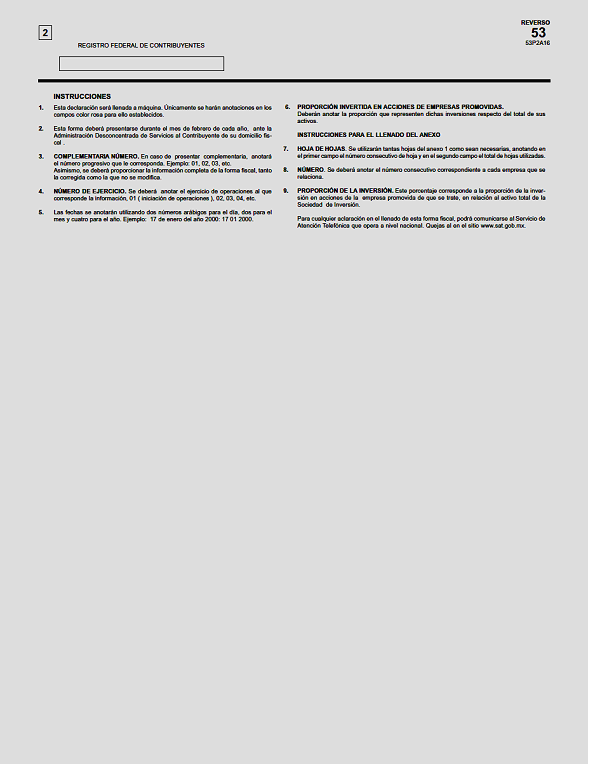 REVERSO
2
53
53P2A16
REGISTRO FEDERAL DE CONTRIBUYENTES
INSTRUCCIONES
1. Esta declaración será llenada a máquina. Únicamente se harán anotaciones en los
campos color rosa para ello establecidos.
2. Esta forma deberá presentarse durante el mes de febrero de cada año, ante la
Administración Desconcentrada de Servicios al Contribuyente de su domicilio fis-
cal .
3. COMPLEMENTARIA NÚMERO. En caso de presentar complementaria, anotará
el número progresivo que le corresponda. Ejemplo: 01, 02, 03, etc.
Asimismo, se deberá proporcionar la información completa de la forma fiscal, tanto
la corregida como la que no se modifica.
4. NÚMERO DE EJERCICIO. Se deberá anotar el ejercicio de operaciones al que
corresponde la información, 01 ( iniciación de operaciones ), 02, 03, 04, etc.
5. Las fechas se anotarán utilizando dos números arábigos para el día, dos para el
mes y cuatro para el año. Ejemplo: 17 de enero del año 2000: 17 01 2000.
6. PROPORCIÓN INVERTIDA EN ACCIONES DE EMPRESAS PROMOVIDAS.
Deberán anotar la proporción que representen dichas inversiones respecto del total de sus
activos.
INSTRUCCIONES PARA EL LLENADO DEL ANEXO
7. HOJA DE HOJAS. Se utilizarán tantas hojas del anexo 1 como sean necesarias, anotando en
el primer campo el número consecutivo de hoja y en el segundo campo el total de hojas utilizadas.
8. NÚMERO. Se deberá anotar el número consecutivo correspondiente a cada empresa que se
relaciona.
9. PROPORCIÓN DE LA INVERSIÓN. Este porcentaje corresponde a la proporción de la inver-
sión en acciones de la empresa promovida de que se trate, en relación al activo total de la
Sociedad de Inversión.
Para cualquier aclaración en el llenado de esta forma fiscal, podrá comunicarse al Servicio de
Atención Telefónica que opera a nivel nacional. Quejas al en el sitio www.sat.gob.mx.